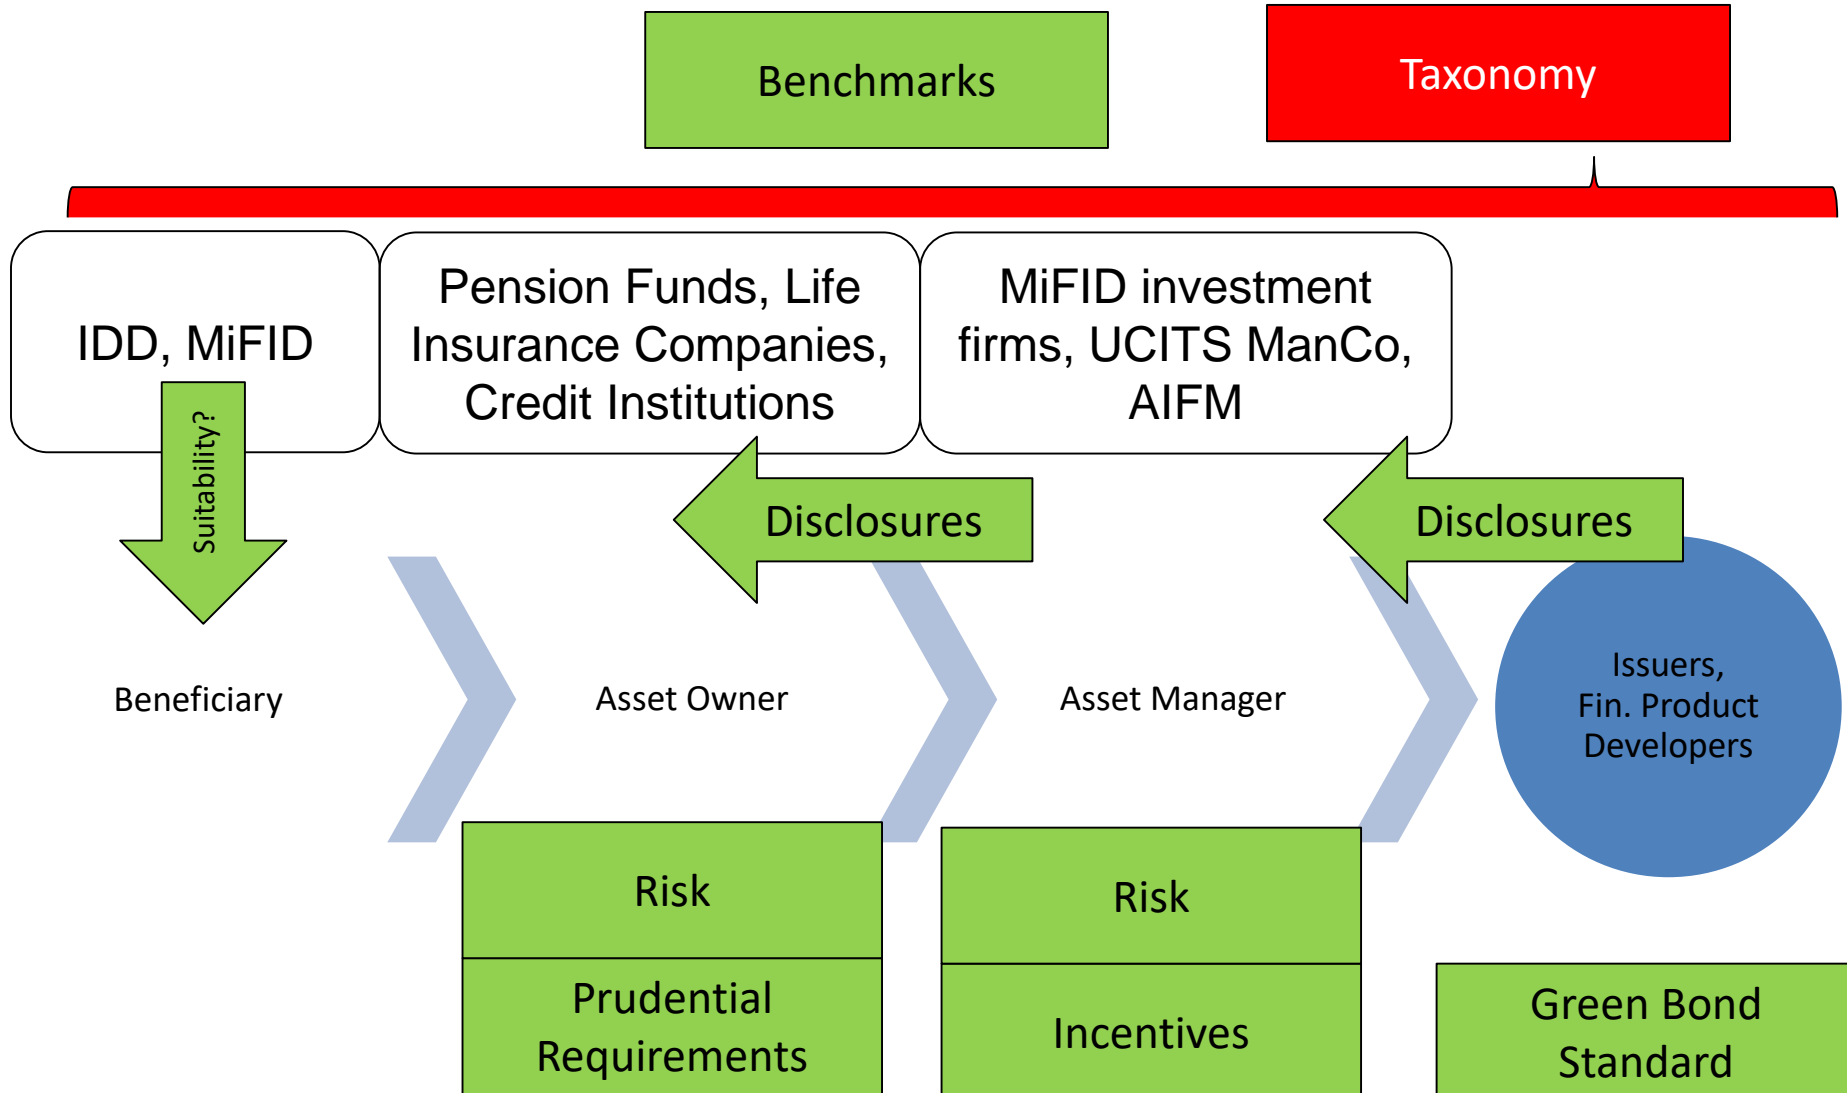 Benchmarks
Taxonomy
IDD, MiFID
Pension Funds, Life
Insurance Companies,
Credit Institutions
MiFID investment
firms, UCITS ManCo,
AIFM
Suitability?
Disclosures
Disclosures
Beneficiary
Asset Owner
Asset Manager
Issuers,
Fin. Product
Developers
Risk
Prudential
Requirements
Risk
Incentives
Green Bond
Standard